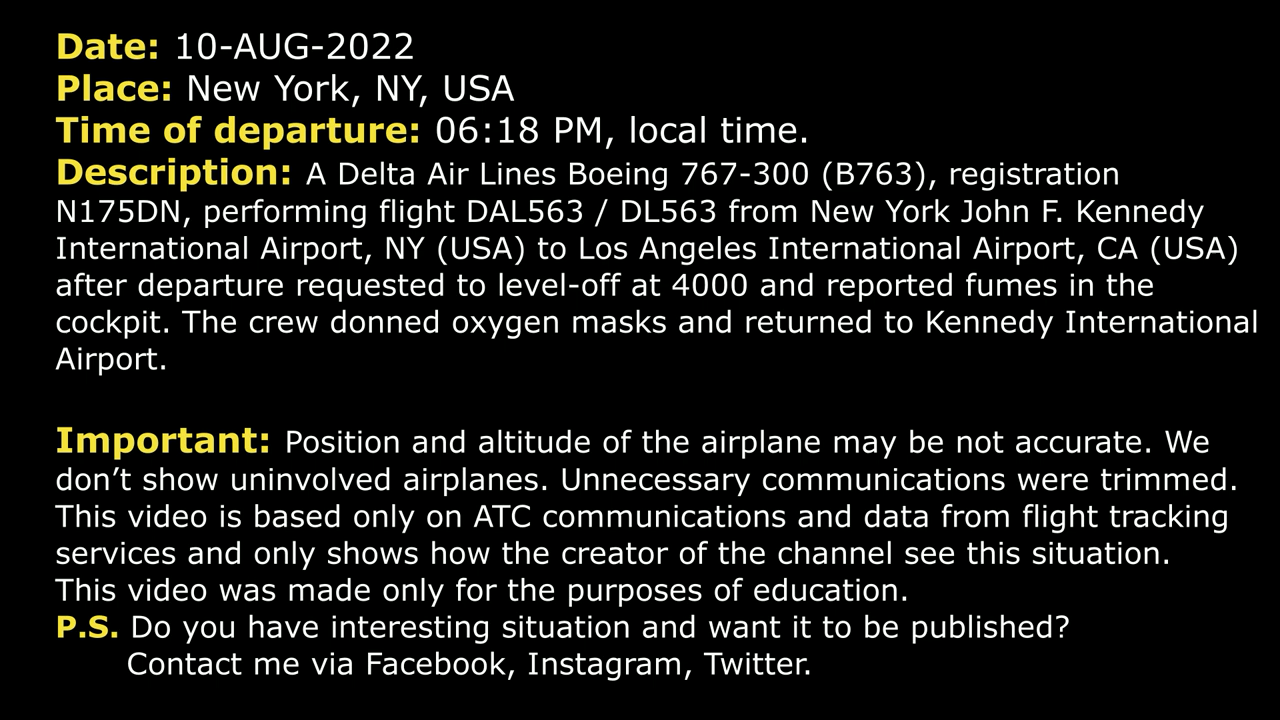 Date: 10-AUG-2022
Place: New York, NY, USA
Time of departure: 06:18 PM, local time.
Description: A Delta Air Lines Boeing 767-300 (B763), registration
N175DN, performing flight DAL563 / DL563 from New York John F. Kennedy
International Airport, NY (USA) to Los Angeles International Airport, CA (USA)
after departure requested to level-off at 4000 and reported fumes in the
cockpit. The crew donned oxygen masks and returned to Kennedy International
Airport.
Important: Position and altitude of the airplane may be not accurate. We
don’t show uninvolved airplanes. Unnecessary communications were trimmed.
This video is based only on ATC communications and data from flight tracking
services and only shows how the creator of the channel see this situation.
This video was made only for the purposes of education.
P.S. Do you have interesting situation and want it to be published?
Contact me via Facebook, Instagram, Twitter.